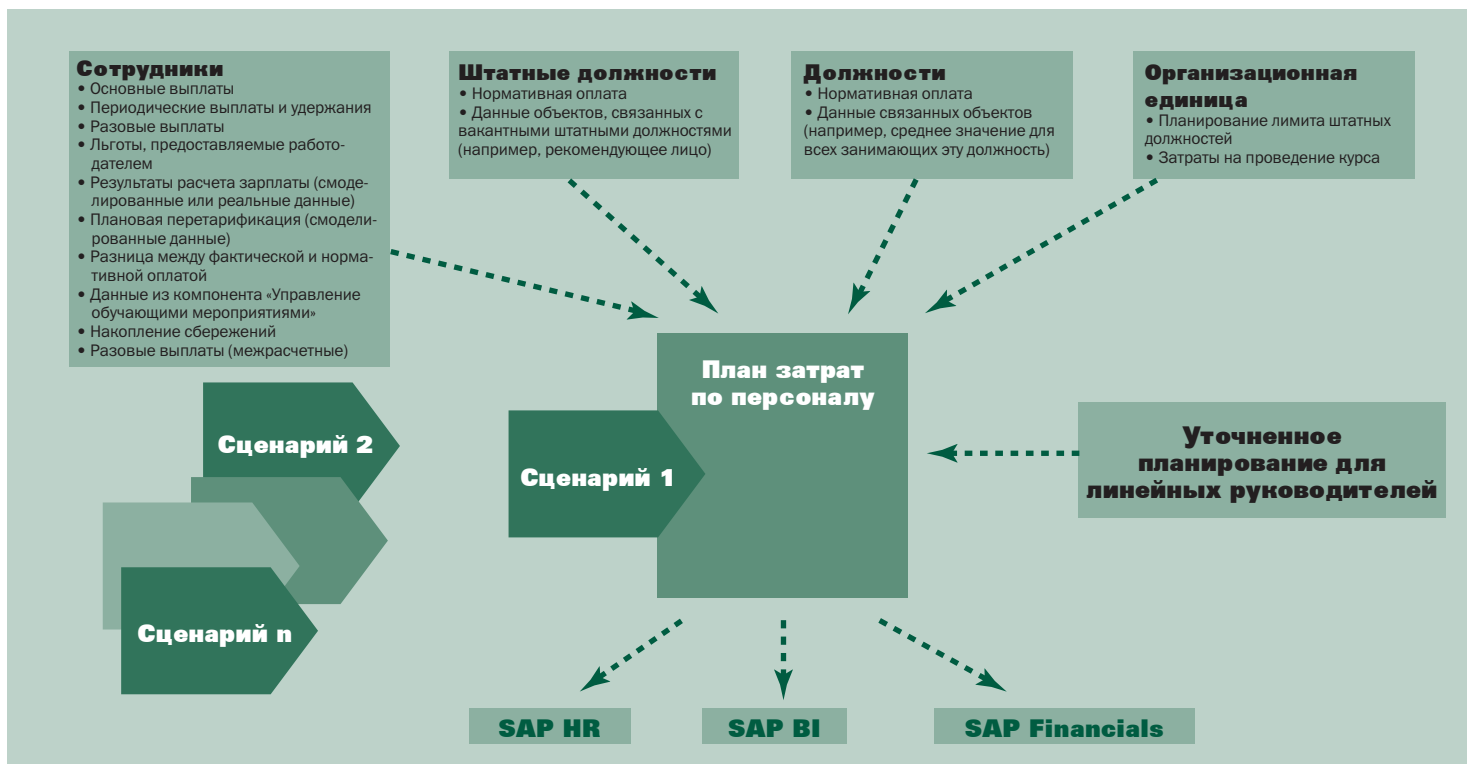 Сотрудники
• Основные выплаты
• Периодические выплаты и удержания
• Разовые выплаты
• Льготы, предоставляемые работо-
дателем
• Результаты расчета зарплаты (смоде-
лированные или реальные данные)
• Плановая перетарификация (смодели-
рованные данные)
• Разница между фактической и норма-
тивной оплатой
• Данные из компонента «Управление
обучающими мероприятиями»
• Накопление сбережений
• Разовые выплаты (межрасчетные)
Штатные должности
• Нормативная оплата
• Данные объектов, связанных с
вакантными штатными должностями
(например, рекомендующее лицо)
Должности
• Нормативная оплата
• Данные связанных объектов
(например, среднее значение для
всех занимающих эту должность)
Организационная
единица
• Планирование лимита штатных
должностей
• Затраты на проведение курса
План затрат
по персоналу
Сценарий 1
Сценарий 2
Сценарий n
Уточненное
планирование для
линейных руководителей
SAP HR
SAP BI
SAP Financials